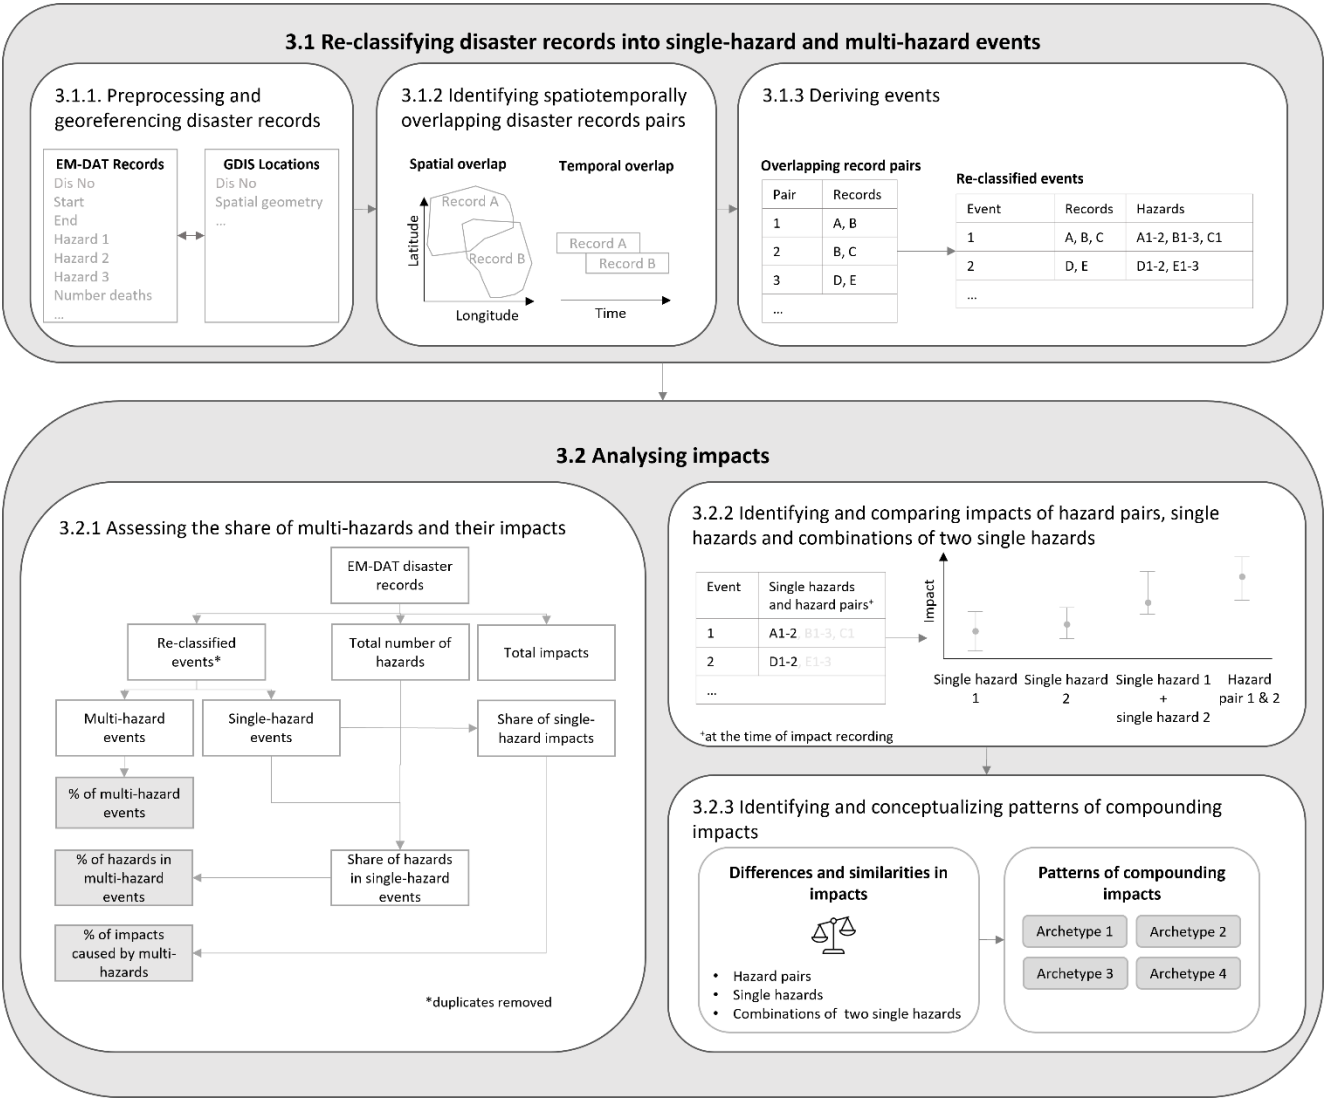 3.1 Re-classifying disaster records into single-hazard and multi-hazard events
3.1.1. Preprocessing and
georeferencing disaster records
EM-DAT Records
Dis No
Start
End
Hazard 1
Hazard 2
Hazard 3
Number deaths
...
GDIS Locations
Dis No
Spatial geometry
...
3.1.2 Identifying spatiotemporally
overlapping disaster records pairs
Spatial overlap
Record A
Record B
Latitude
Longitude
Temporal overlap
Record A
Record B
Time
3.1.3 Deriving events
Overlapping record pairs
Pair Records
1 A, B
2 B, C
3 D, E
...
Re-classified events
Event Records Hazards
1 A, B, C A1-2, B1-3, C1
2 D, E D1-2, E1-3
...
3.2 Analysing impacts
3.2.1 Assessing the share of multi-hazards and their impacts
EM-DAT disaster
records
Re-classified
events*
Total number of
hazards
Total impacts
Multi-hazard
events
Single-hazard
events
Share of single-
hazard impacts
% of multi-hazard
events
% of hazards in
multi-hazard
events
Share of hazards
in single-hazard
events
% of impacts
caused by multi-
hazards
*duplicates removed
3.2.2 Identifying and comparing impacts of hazard pairs, single
hazards and combinations of two single hazards
Event Single hazards
and hazard pairs+
1 A1-2, B1-3, C1
2 D1-2, E1-3
...
+at the time of impact recording
Impact
Single hazard
1
Single hazard
2
Single hazard 1
+
single hazard 2
Hazard
pair 1 & 2
3.2.3 Identifying and conceptualizing patterns of compounding
impacts
Differences and similarities in
impacts
• Hazard pairs
• Single hazards
• Combinations of two single hazards
Patterns of compounding
impacts
Archetype 1
Archetype 2
Archetype 3
Archetype 4